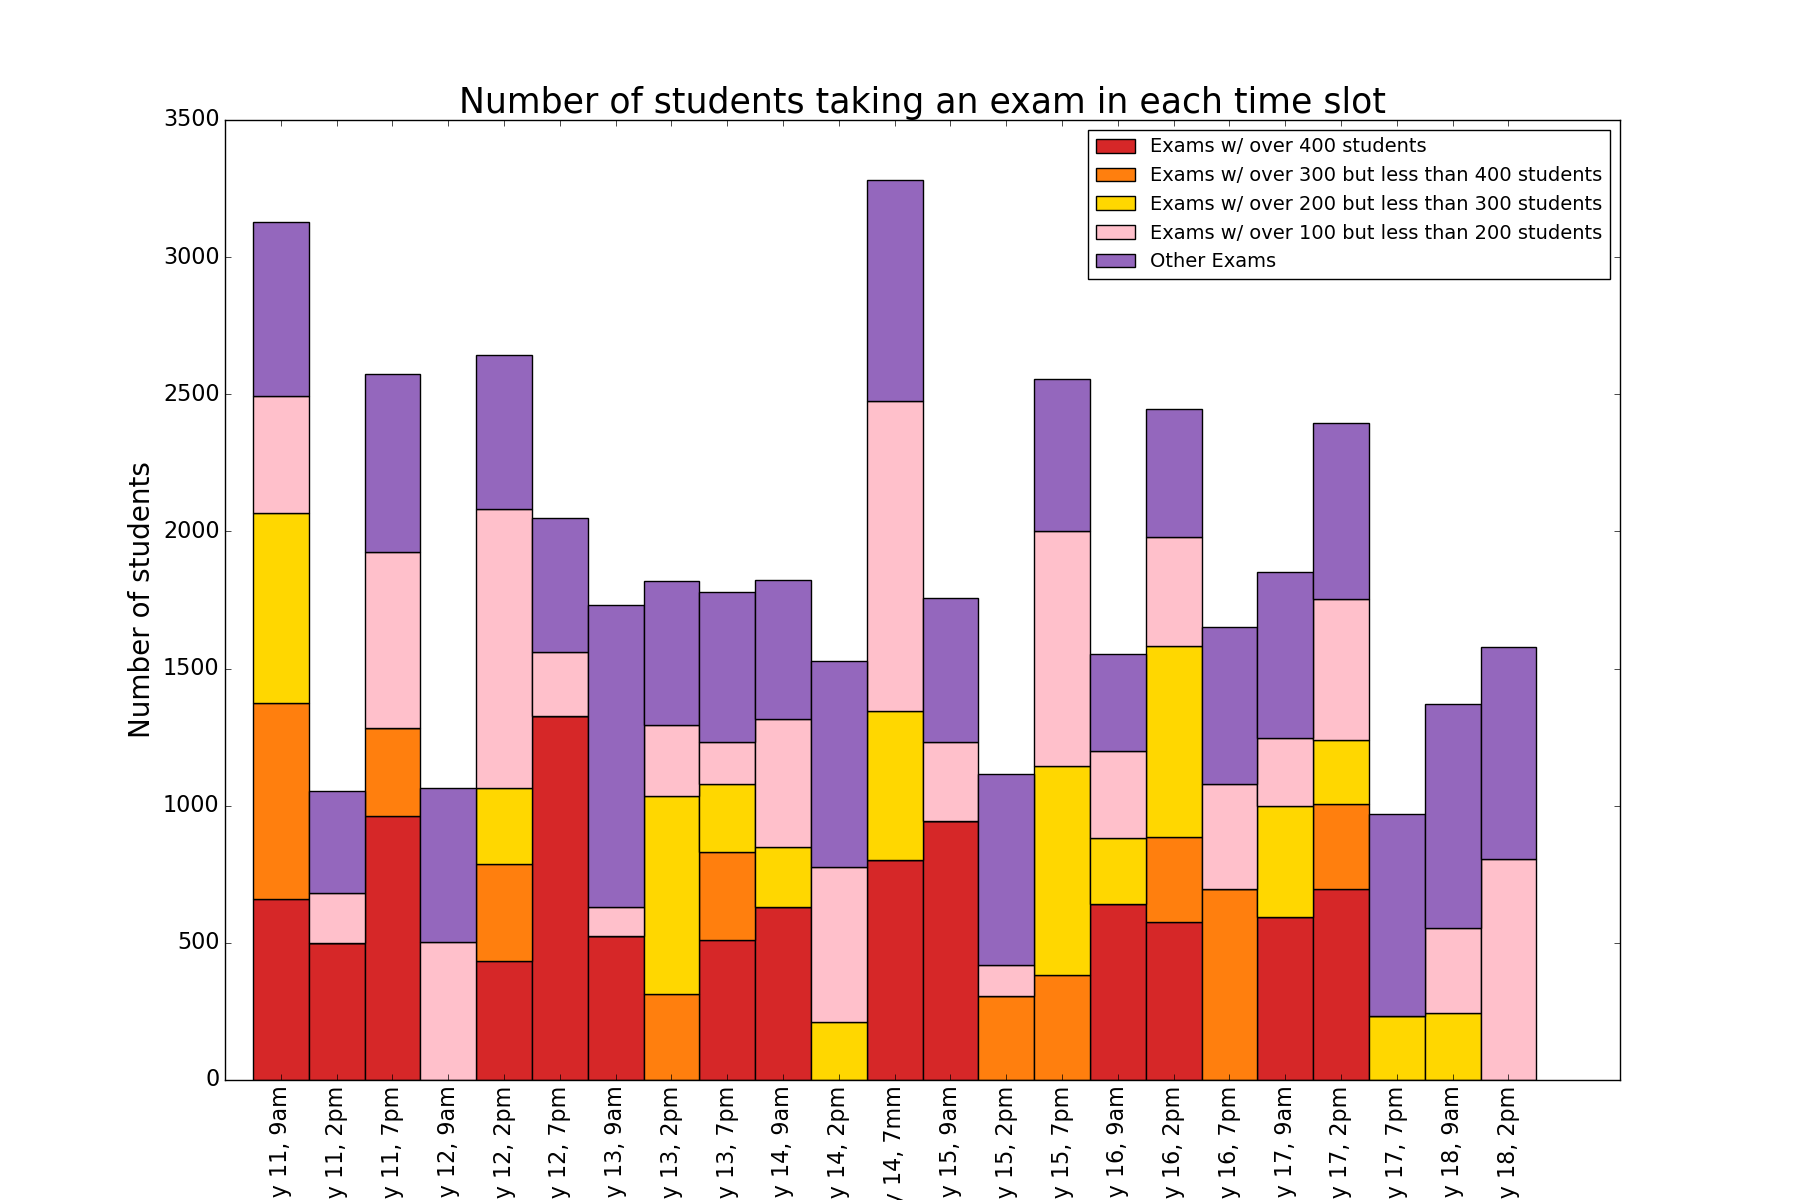 Number of students taking an exam in each time slot
Exams w/ over 400 students
Exams w/ over 300 but less than 400 students
Exams w/ over 200 but less than 300 students
Exams w/ over 100 but less than 200 students
Other Exams
Number of students
3500
3000
2500
2000
1500
1000
500
0
y 11, 9am
y 11, 2pm
y 11, 7pm
y 12, 9am
y 12, 2pm
y 12, 7pm
y 13, 9am
y 13, 2pm
y 13, 7pm
y 14, 9am
y 14, 2pm
y 14, 7mm
y 15, 9am
y 15, 2pm
y 15, 7pm
y 16, 9am
y 16, 2pm
y 16, 7pm
y 17, 9am
y 17, 2pm
y 17, 7pm
y 18, 9am
y 18, 2pm